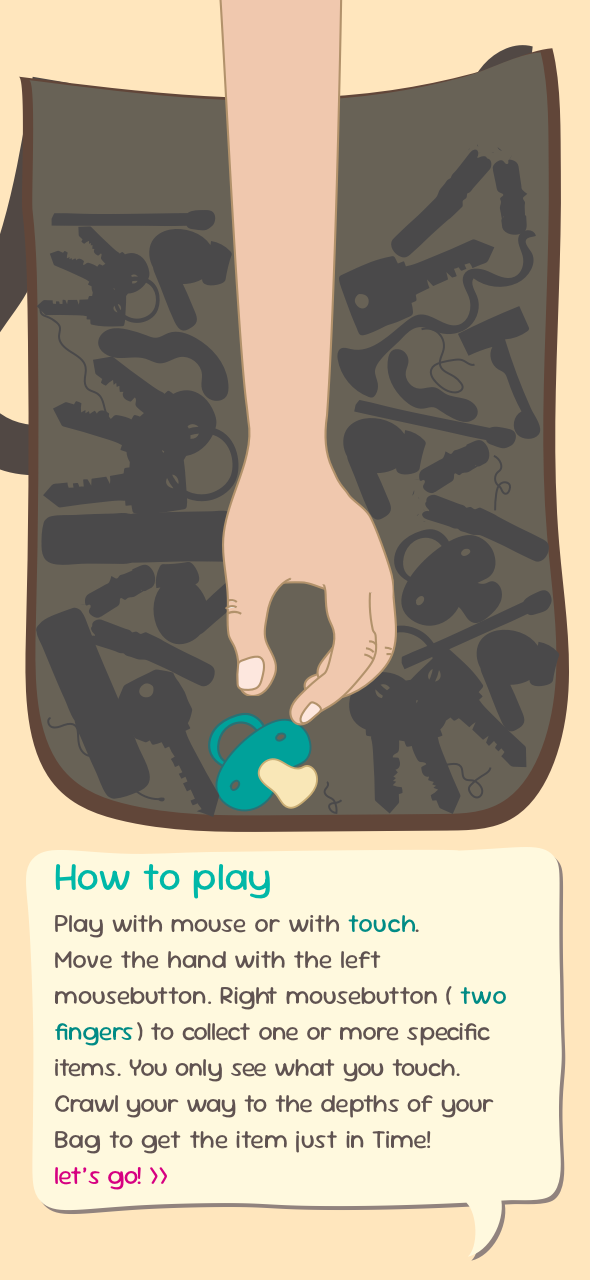 How to play
Play with mouse or with touch.
Move the hand with the left
mousebutton. Right mousebutton ( two
fingers) to collect one or more specific
items. You only see what you touch.
Crawl your way to the depths of your
Bag to get the item just in Time!
let's go! >>